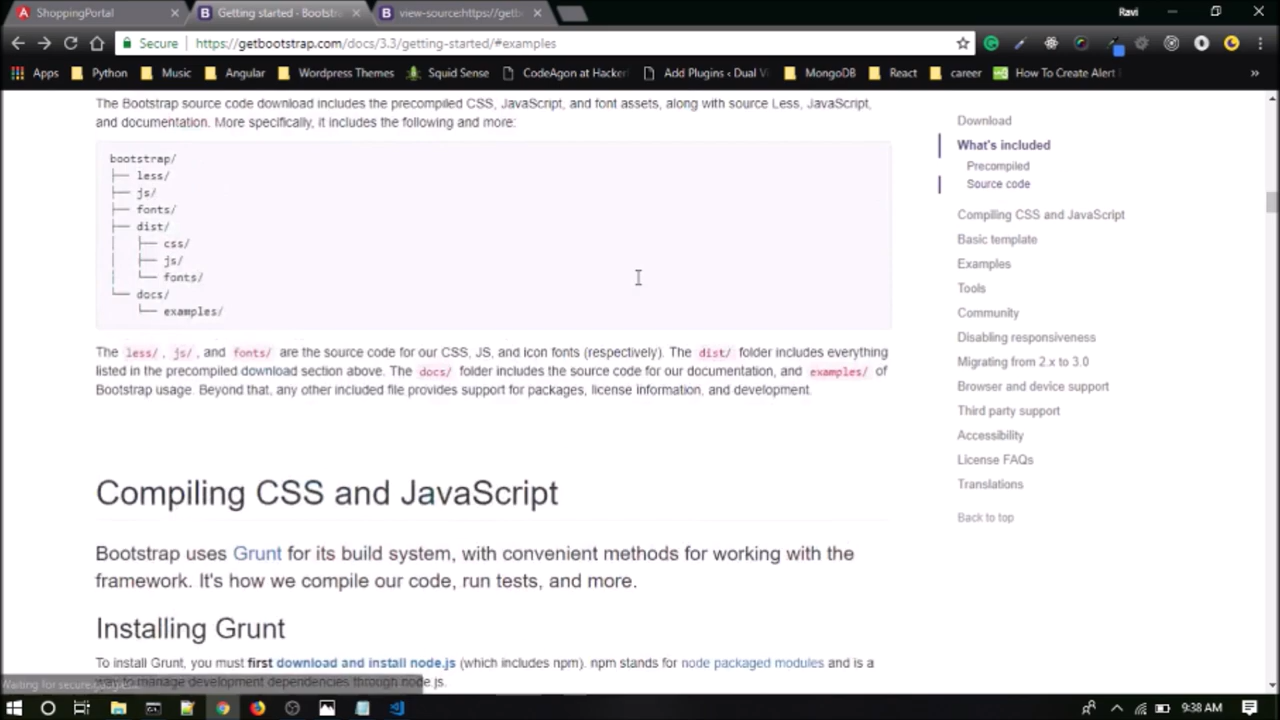 ShoppingPortal
Getting started · Bootst
view-source:https://getb
Ravi
Secure
https://getbootstrap.com/docs/3.3/getting-started/#examples
Apps
Python
Music
Angular
Wordpress Themes
Squid Sense
CodeAgon at Hacker
Add Plugins ‹ Dual V
MongoDB
React
career
How To Create Alert
»
The Bootstrap source code download includes the precompiled CSS, JavaScript, and font assets, along with source Less, JavaScript,
and documentation. More specifically, it includes the following and more:
bootstrap/
├── less/
├── js/
├── fonts/
├── dist/
│   ├── css/
│   ├── js/
│   └── fonts/
└── docs/
    └── examples/
The less/, js/, and fonts/ are the source code for our CSS, JS, and icon fonts (respectively). The dist/ folder includes everything
listed in the precompiled download section above. The docs/ folder includes the source code for our documentation, and examples/ of
Bootstrap usage. Beyond that, any other included file provides support for packages, license information, and development.
Compiling CSS and JavaScript
Bootstrap uses Grunt for its build system, with convenient methods for working with the
framework. It's how we compile our code, run tests, and more.
Installing Grunt
To install Grunt, you must first download and install node.js (which includes npm). npm stands for node packaged modules and is a
way to manage development dependencies through node.js.
Download
What's included
Precompiled
Source code
Compiling CSS and JavaScript
Basic template
Examples
Tools
Community
Disabling responsiveness
Migrating from 2.x to 3.0
Browser and device support
Third party support
Accessibility
License FAQs
Translations
Back to top
9:38 AM